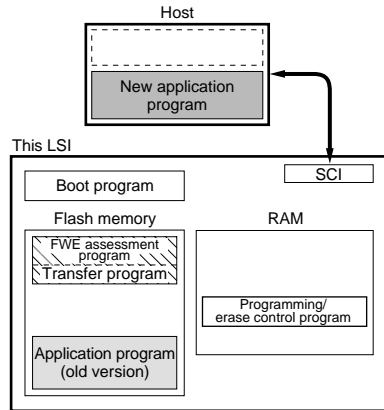 Host
New application
program
This LSI
SCI
Boot program
Flash memory
RAM
FWE assessment
program
Transfer program
Programming/
erase control program
Application program
(old version)